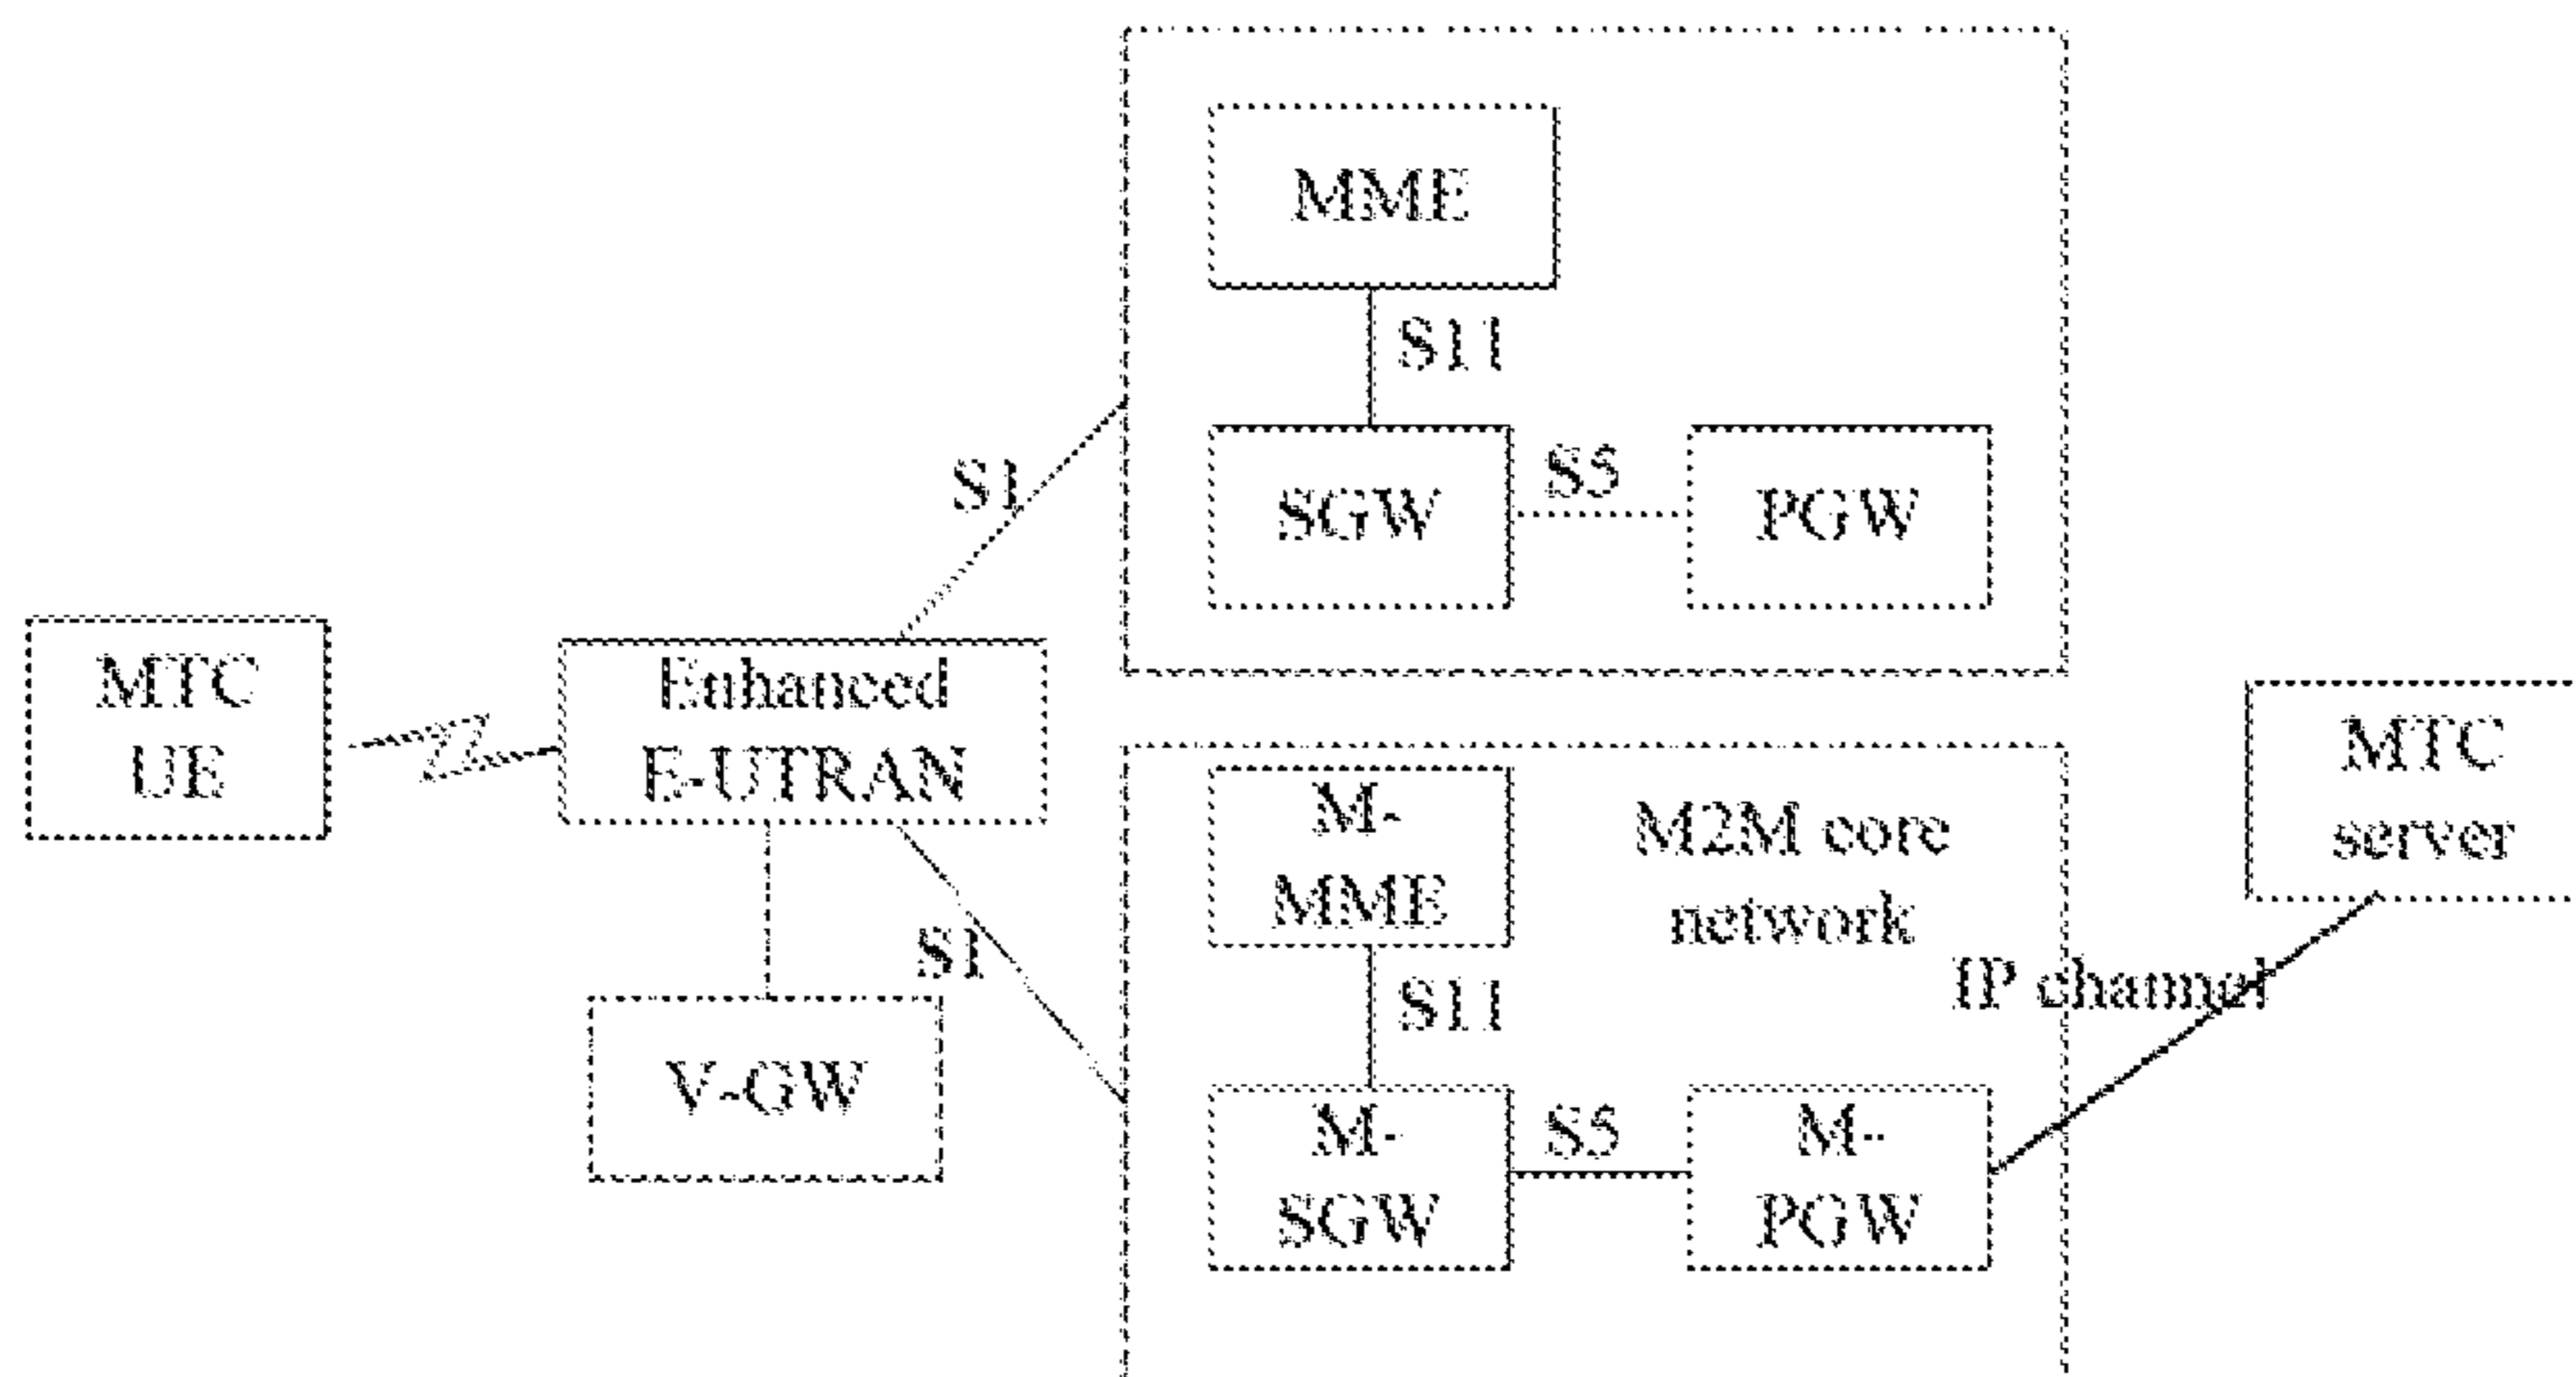 MME
S11
S1
SGW
S5
PGW
MTC
UE
Enhanced
E-UTRAN
MTC
server
M-
MME
M2M core
network
S1
S11
IP channel
V-GW
M-
SGW
S5
M-
PGW